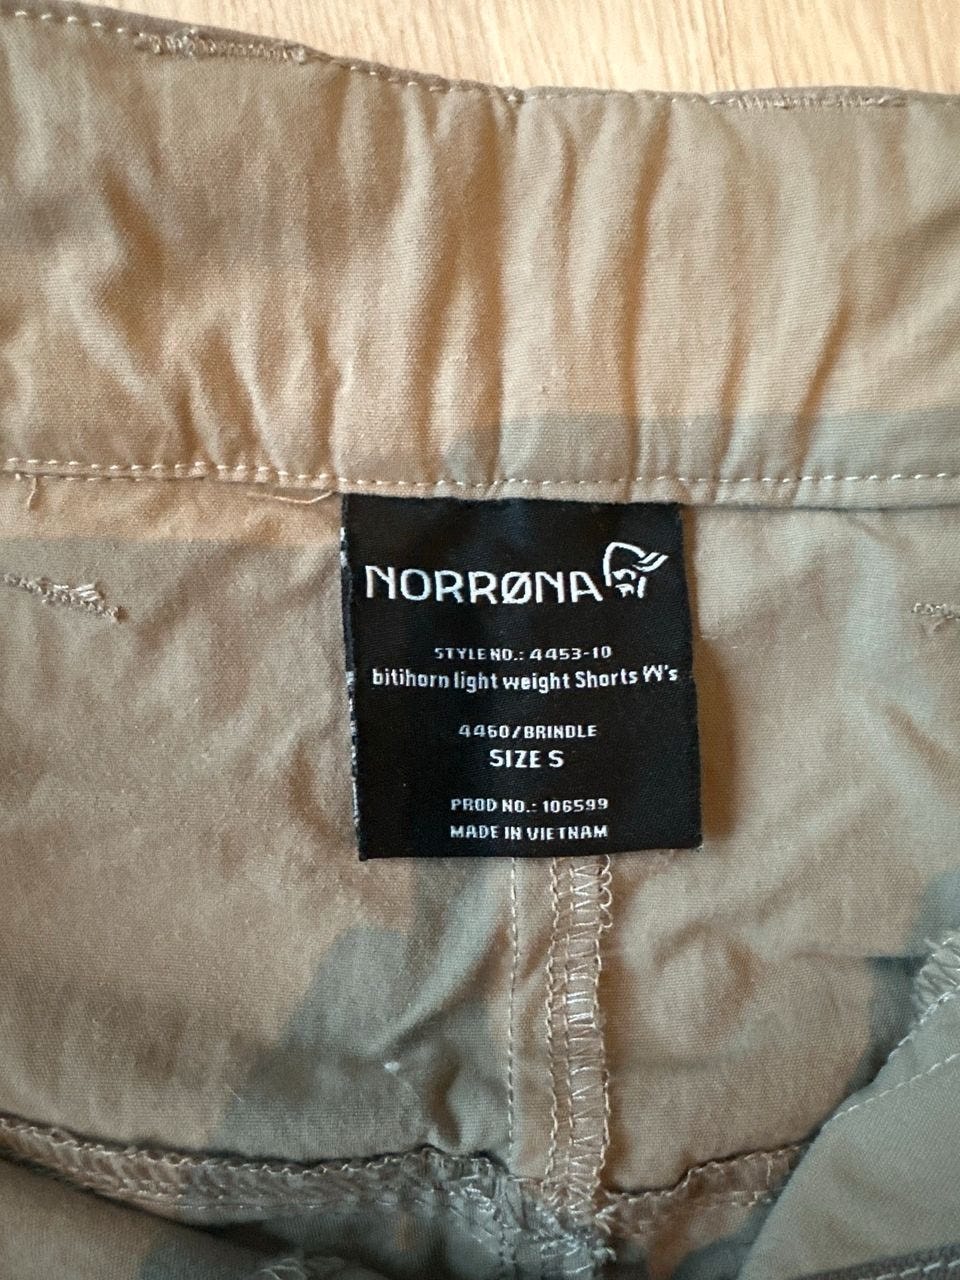 NORRØNA
STYLE NO.: 4453-10
bitihorn light weight Shorts W's
4460/BRINDLE
SIZE S
PROD NO.: 106599
MADE IN VIETNAM